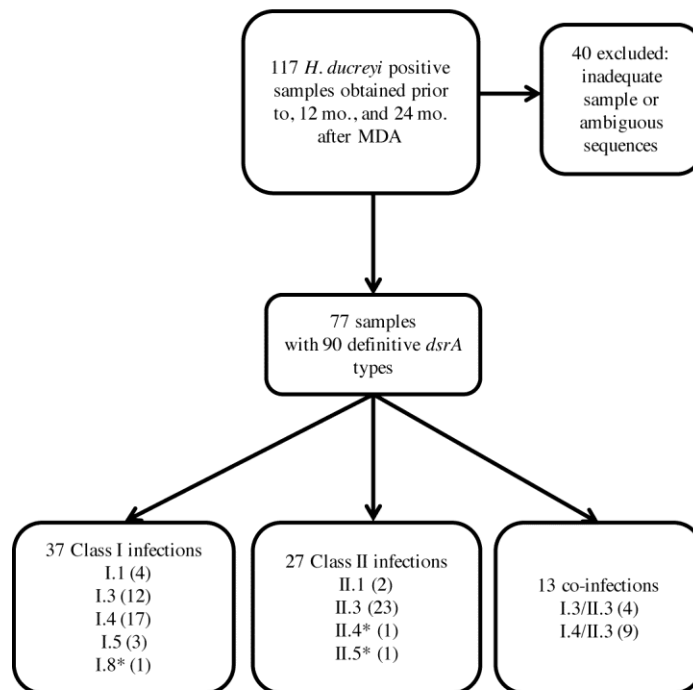 117 H. ducreyi positive
samples obtained prior
to, 12 mo., and 24 mo.
after MDA
40 excluded:
inadequate
sample or
ambiguous
sequences
77 samples
with 90 definitive dsrA
types
37 Class I infections
I.1 (4)
I.3 (12)
I.4 (17)
I.5 (3)
I.8* (1)
27 Class II infections
II.1 (2)
II.3 (23)
II.4* (1)
II.5* (1)
13 co-infections
I.3/II.3 (4)
I.4/II.3 (9)